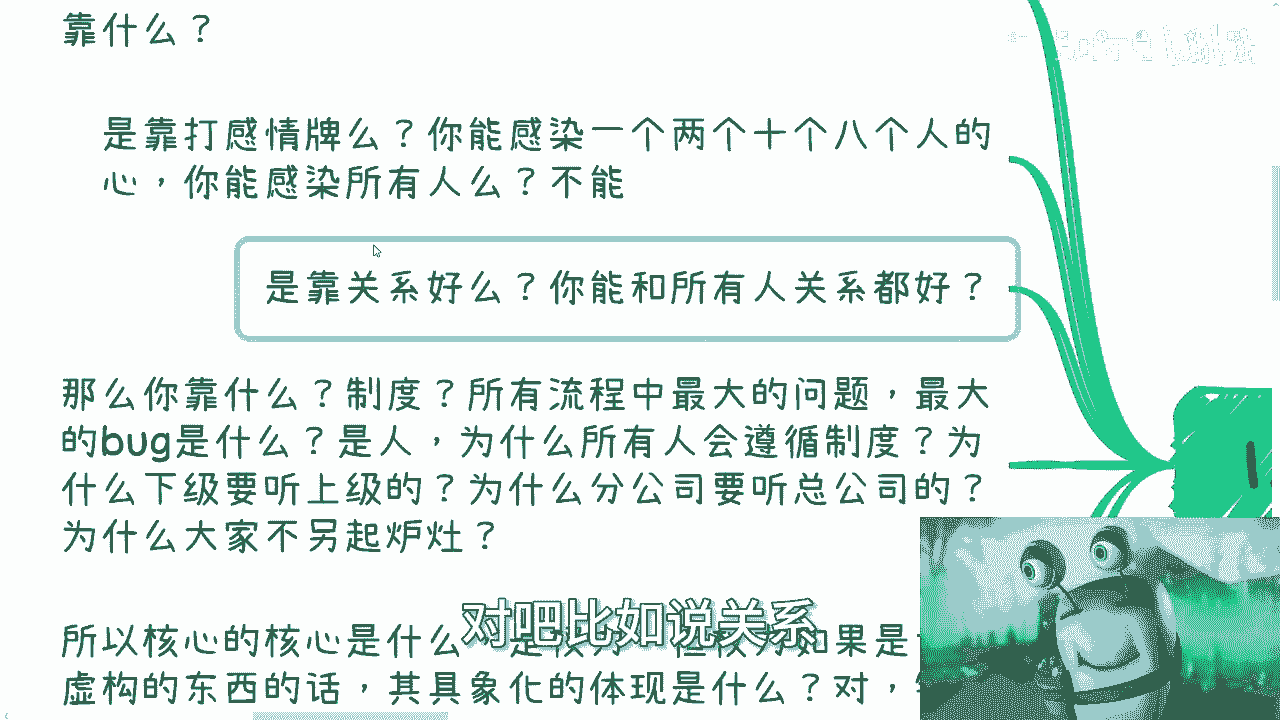 靠什么？
是靠打感情牌么？你能感染一个两个十个八个人的
心，你能感染所有人么？不能
是靠关系好么？你能和所有人关系都好？
那么你靠什么？制度？所有流程中最大的问题，最大
的bug是什么？是人，为什么所有人会遵循制度？为
什么下级要听上级的？为什么分公司要听总公司的？
为什么大家不另起炉灶？
所以核心的核心是什么
如果是
虚构的东西的话，其具象化的体现是什么？对，
对吧比如说关系